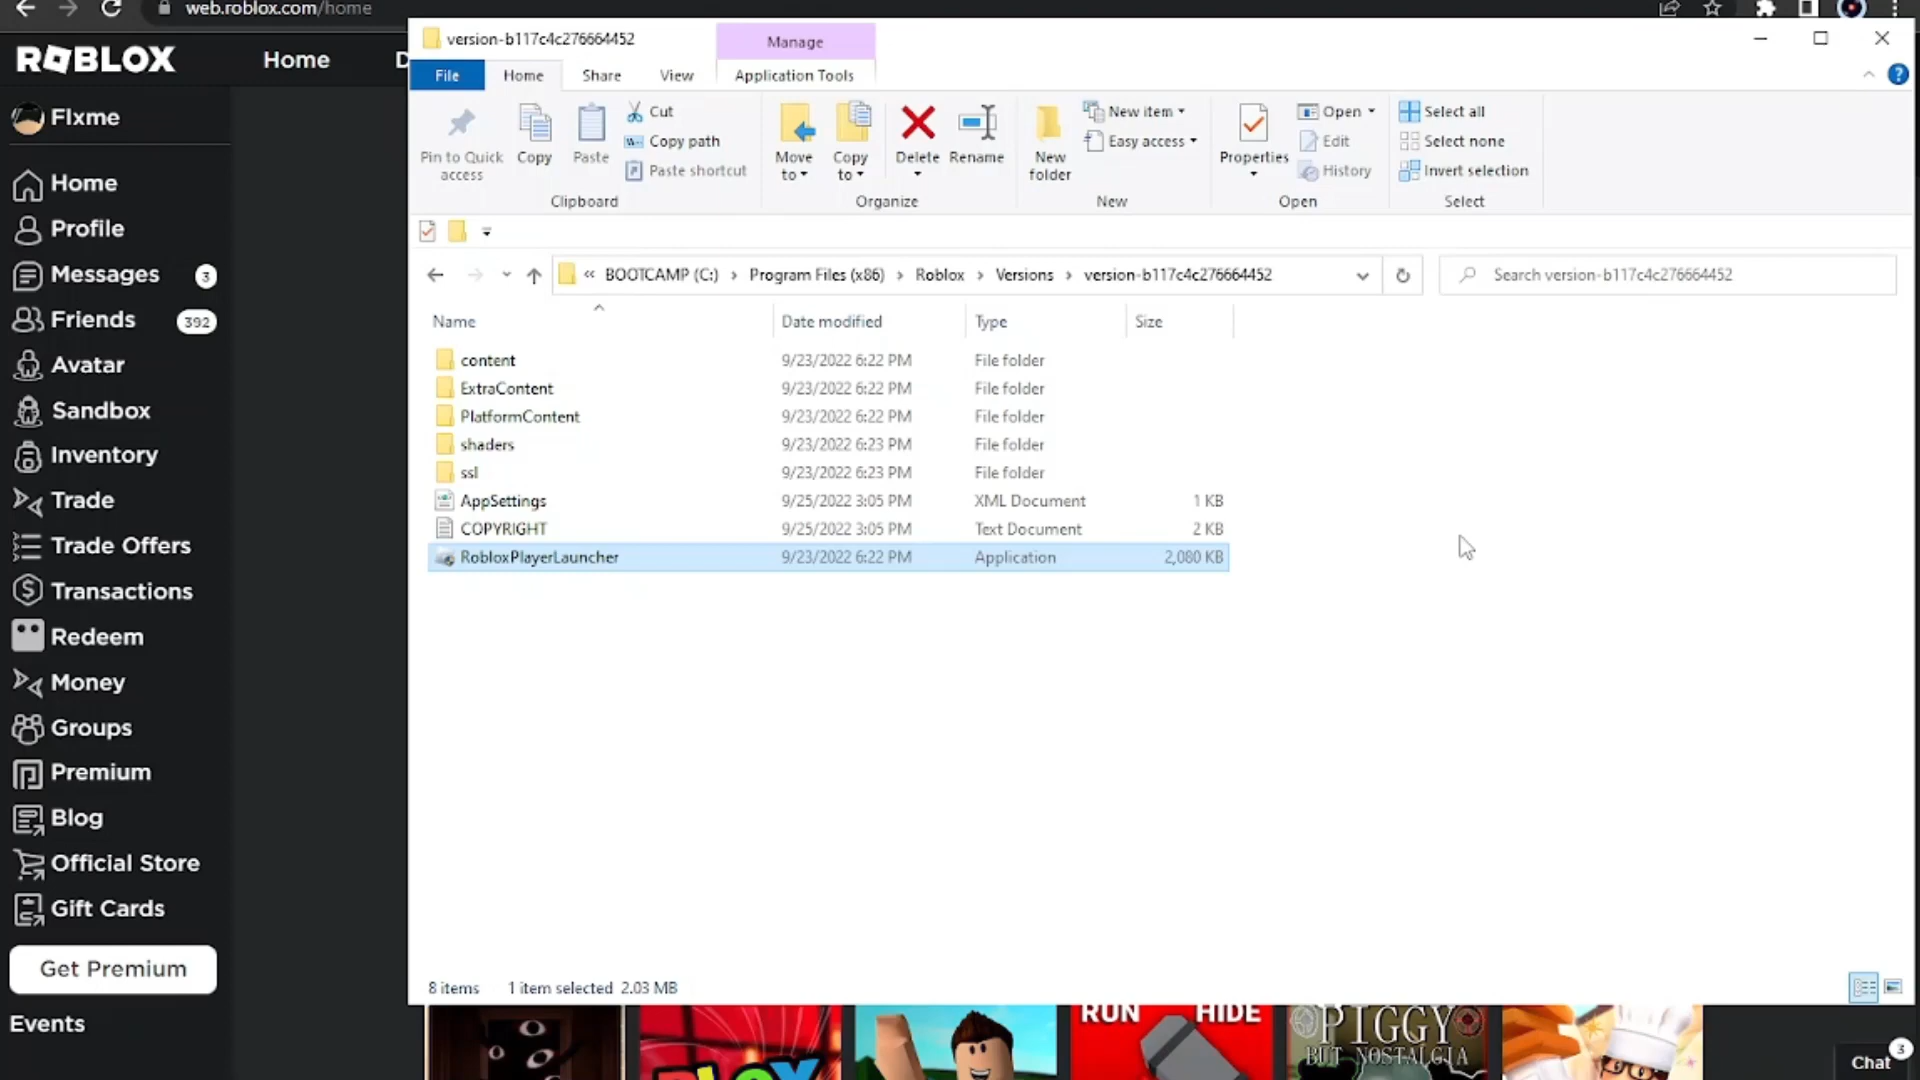 web.roblox.com/home
ROBLOX
Home
D
Flxme
Home
Profile
Messages
3
Friends
392
Avatar
Sandbox
Inventory
Trade
Trade Offers
Transactions
Redeem
Money
Groups
Premium
Blog
Official Store
Gift Cards
Get Premium
Events
version-b117c4c276664452
Manage
File
Home
Share
View
Application Tools
Pin to Quick
access
Copy
Paste
Cut
Copy path
Paste shortcut
Clipboard
Move
to
Copy
to
Delete
Rename
Organize
New
folder
New item
Easy access
New
Properties
Open
Edit
History
Open
Select all
Select none
Invert selection
Select
« BOOTCAMP (C:) › Program Files (x86) › Roblox › Versions › version-b117c4c276664452
Search version-b117c4c276664452
Name Date modified Type Size
content 9/23/2022 6:22 PM File folder
ExtraContent 9/23/2022 6:22 PM File folder
PlatformContent 9/23/2022 6:22 PM File folder
shaders 9/23/2022 6:23 PM File folder
ssl 9/23/2022 6:23 PM File folder
AppSettings 9/25/2022 3:05 PM XML Document 1 KB
COPYRIGHT 9/25/2022 3:05 PM Text Document 2 KB
RobloxPlayerLauncher 9/23/2022 6:22 PM Application 2,080 KB
8 items 1 item selected 2.03 MB
BLOX
RUN HIDE
PIGGY
BUT NOSTALGIA
Chat
3